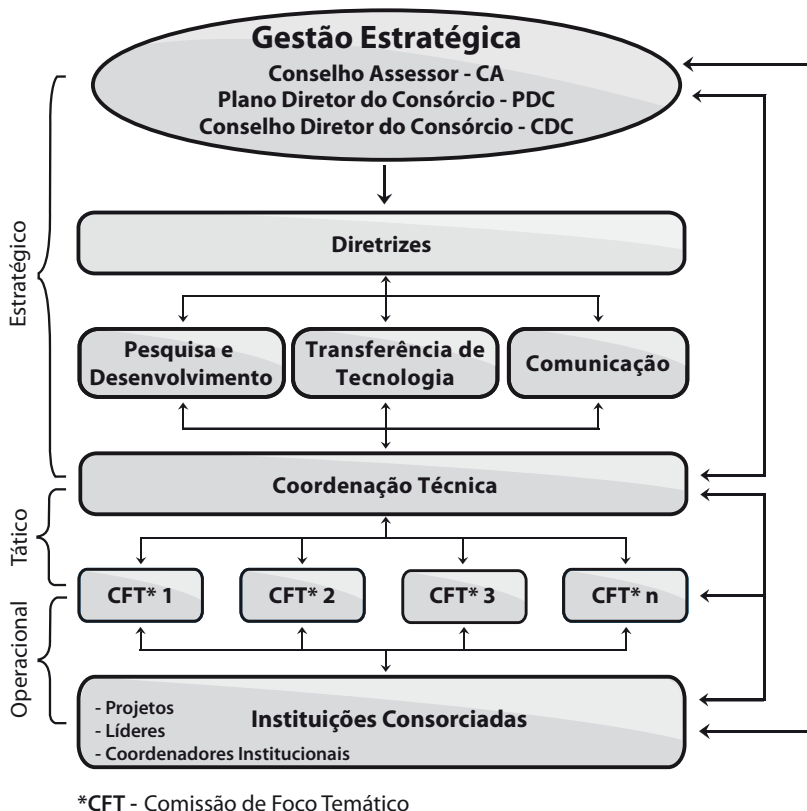 Gestão Estratégica
Conselho Assessor - CA
Plano Diretor do Consórcio - PDC
Conselho Diretor do Consórcio - CDC
Estratégico
Diretrizes
Pesquisa e
Desenvolvimento
Transferência de
Tecnologia
Comunicação
Coordenação Técnica
Tático
CFT* 1
CFT* 2
CFT* 3
CFT* n
Operacional
- Projetos
- Líderes
- Coordenadores Institucionais
Instituições Consorciadas
*CFT - Comissão de Foco Temático